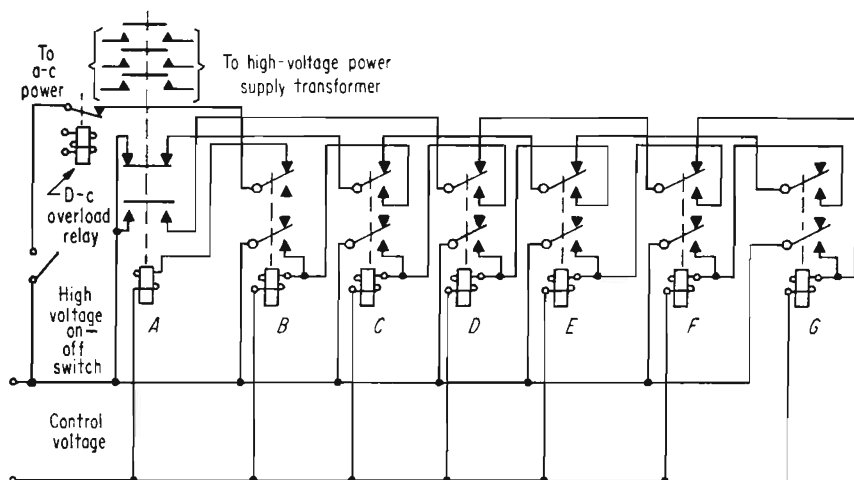 To
a-c
power
To high-voltage power
supply transformer
D-c
overload
relay
High
voltage
on—
off
switch
A
B
C
D
E
F
G
Control
voltage